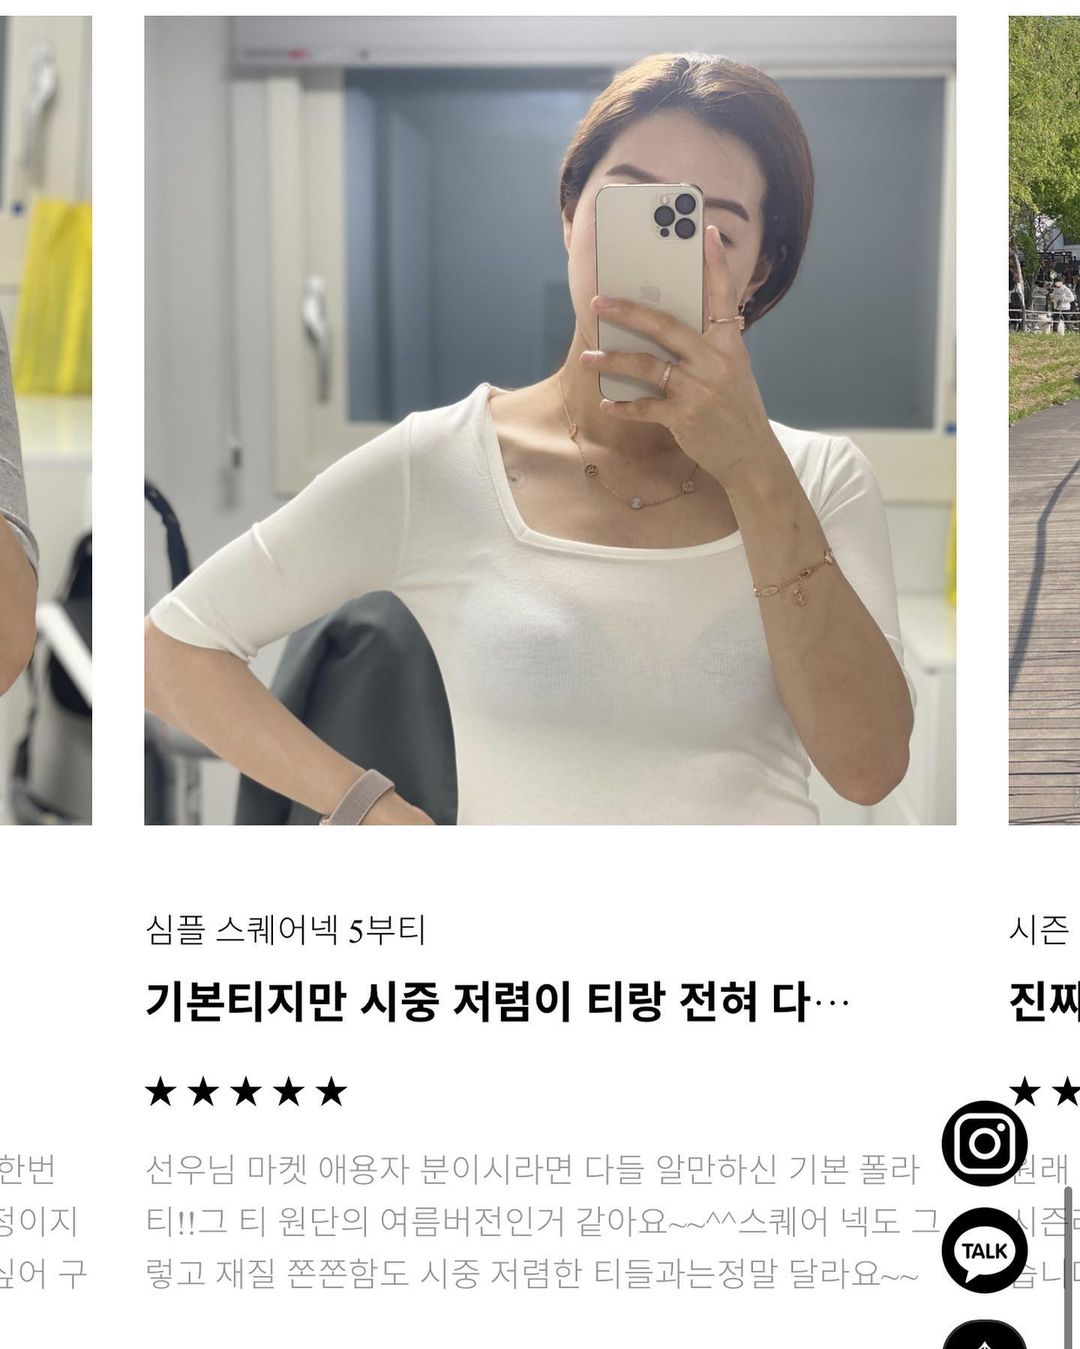 심플 스퀘어넥 5부티
기본티지만 시중 저렴이 티랑 전혀 다···
★★★★★
선우님 마켓 애용자 분이시라면 다들 알만하신 기본 폴라
티!!그 티 원단의 여름버전인거 같아요~~^^스퀘어 넥도 그
렇고 재질 쫀쫀함도 시중 저렴한 티들과는정말 달라요~~
한번
정이지
싶어 구
시즌
진짜
★★
원래
시즌
습니
TALK